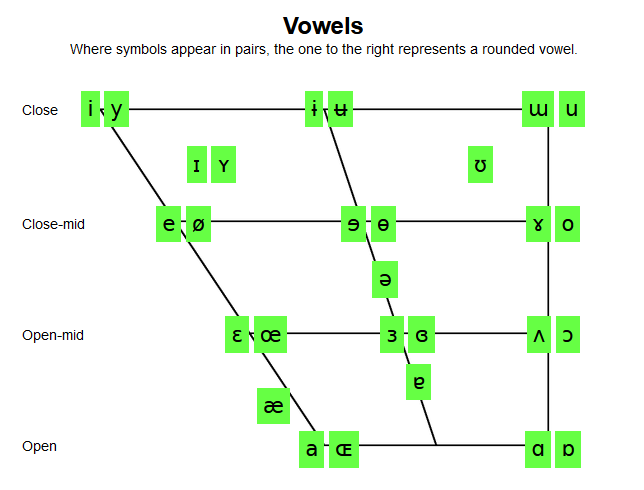 Vowels
Where symbols appear in pairs, the one to the right represents a rounded vowel.
Close i y ɨ ʉ ɯ u
ɪ ʏ ʊ
Close-mid e ø ɘ ɵ ɤ o
ə
Open-mid ɛ œ ɜ ɞ ʌ ɔ
ɐ
æ
Open a ɶ ɑ ɒ